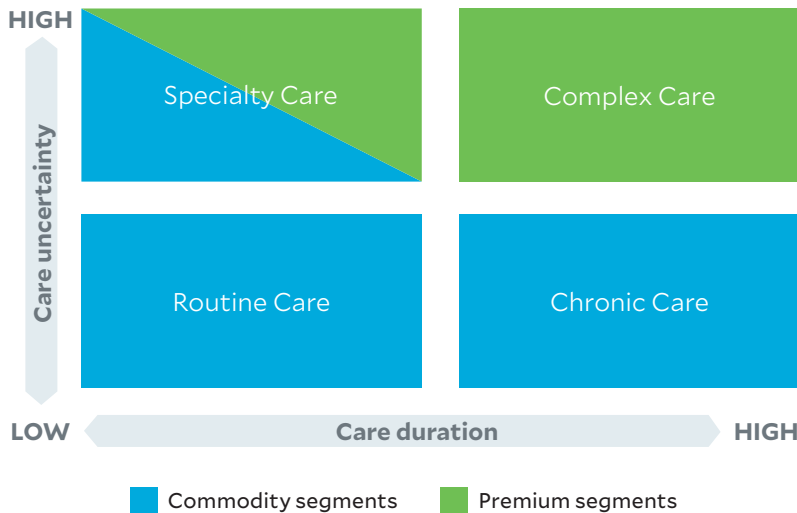 HIGH
Specialty Care
Complex Care
Care uncertainty
Routine Care
Chronic Care
LOW
Care duration
HIGH
Commodity segments
Premium segments